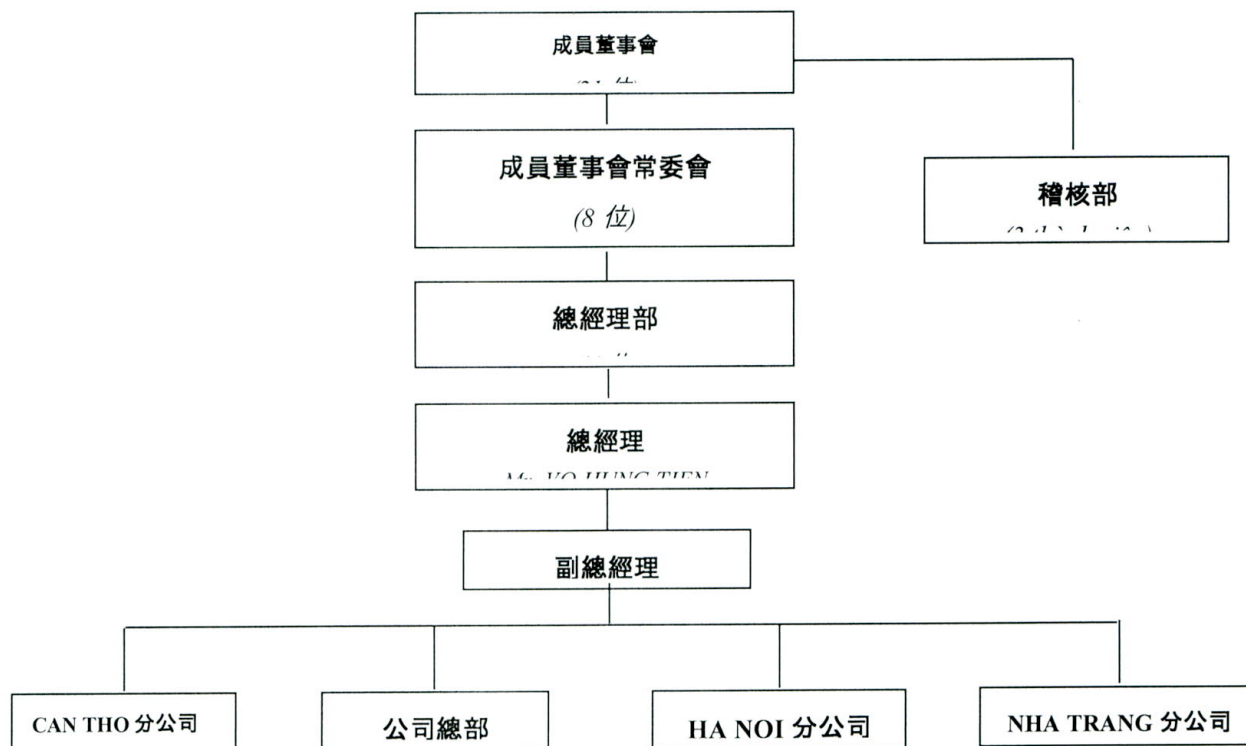 成員董事會
成員董事會常委會
(8 位)
稽核部
總經理部
總經理
副總經理
CAN THO 分公司
公司總部
HA NOI 分公司
NHA TRANG 分公司